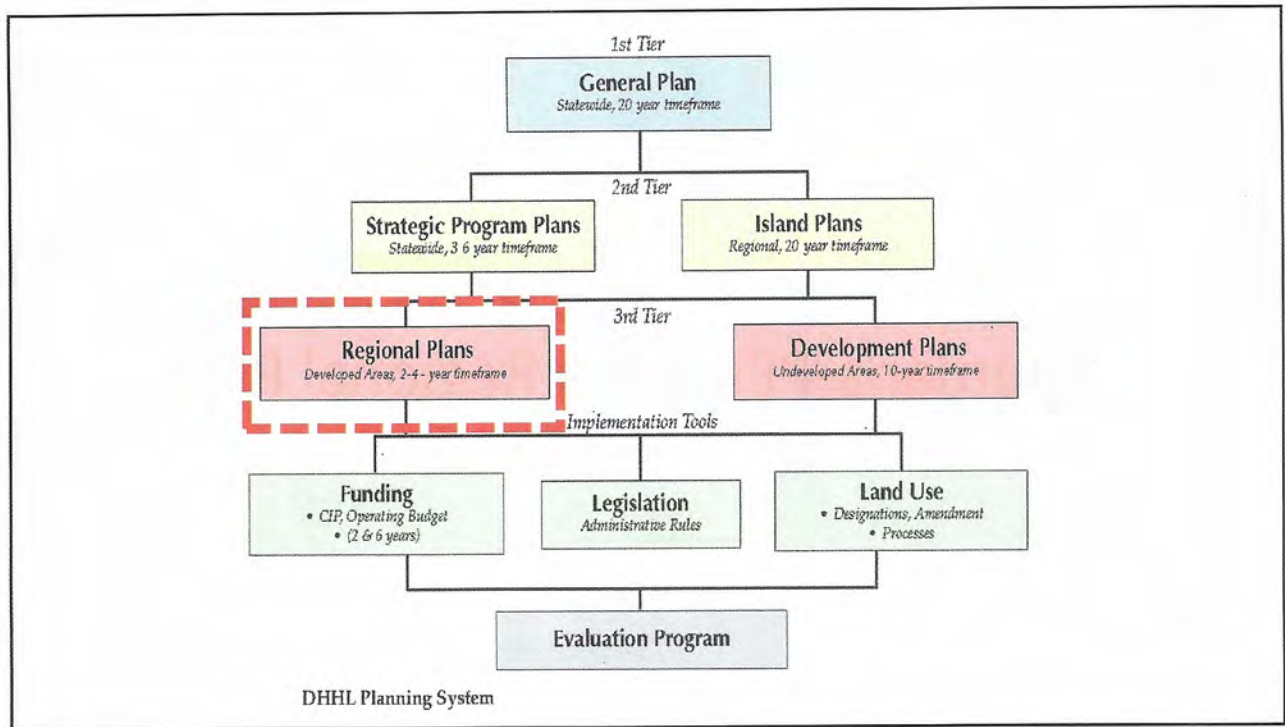 1st Tier
General Plan
Statewide, 20 year timeframe
2nd Tier
Strategic Program Plans
Statewide, 3 6 year timeframe
Island Plans
Regional, 20 year timeframe
3rd Tier
Regional Plans
Developed Areas, 2-4- year timeframe
Development Plans
Undeveloped Areas, 10-year timeframe
Implementation Tools
Funding
• CIP, Operating Budget
• (2 & 6 years)
Legislation
Administrative Rules
Land Use
• Designations, Amendment
• Processes
Evaluation Program
DHHL Planning System